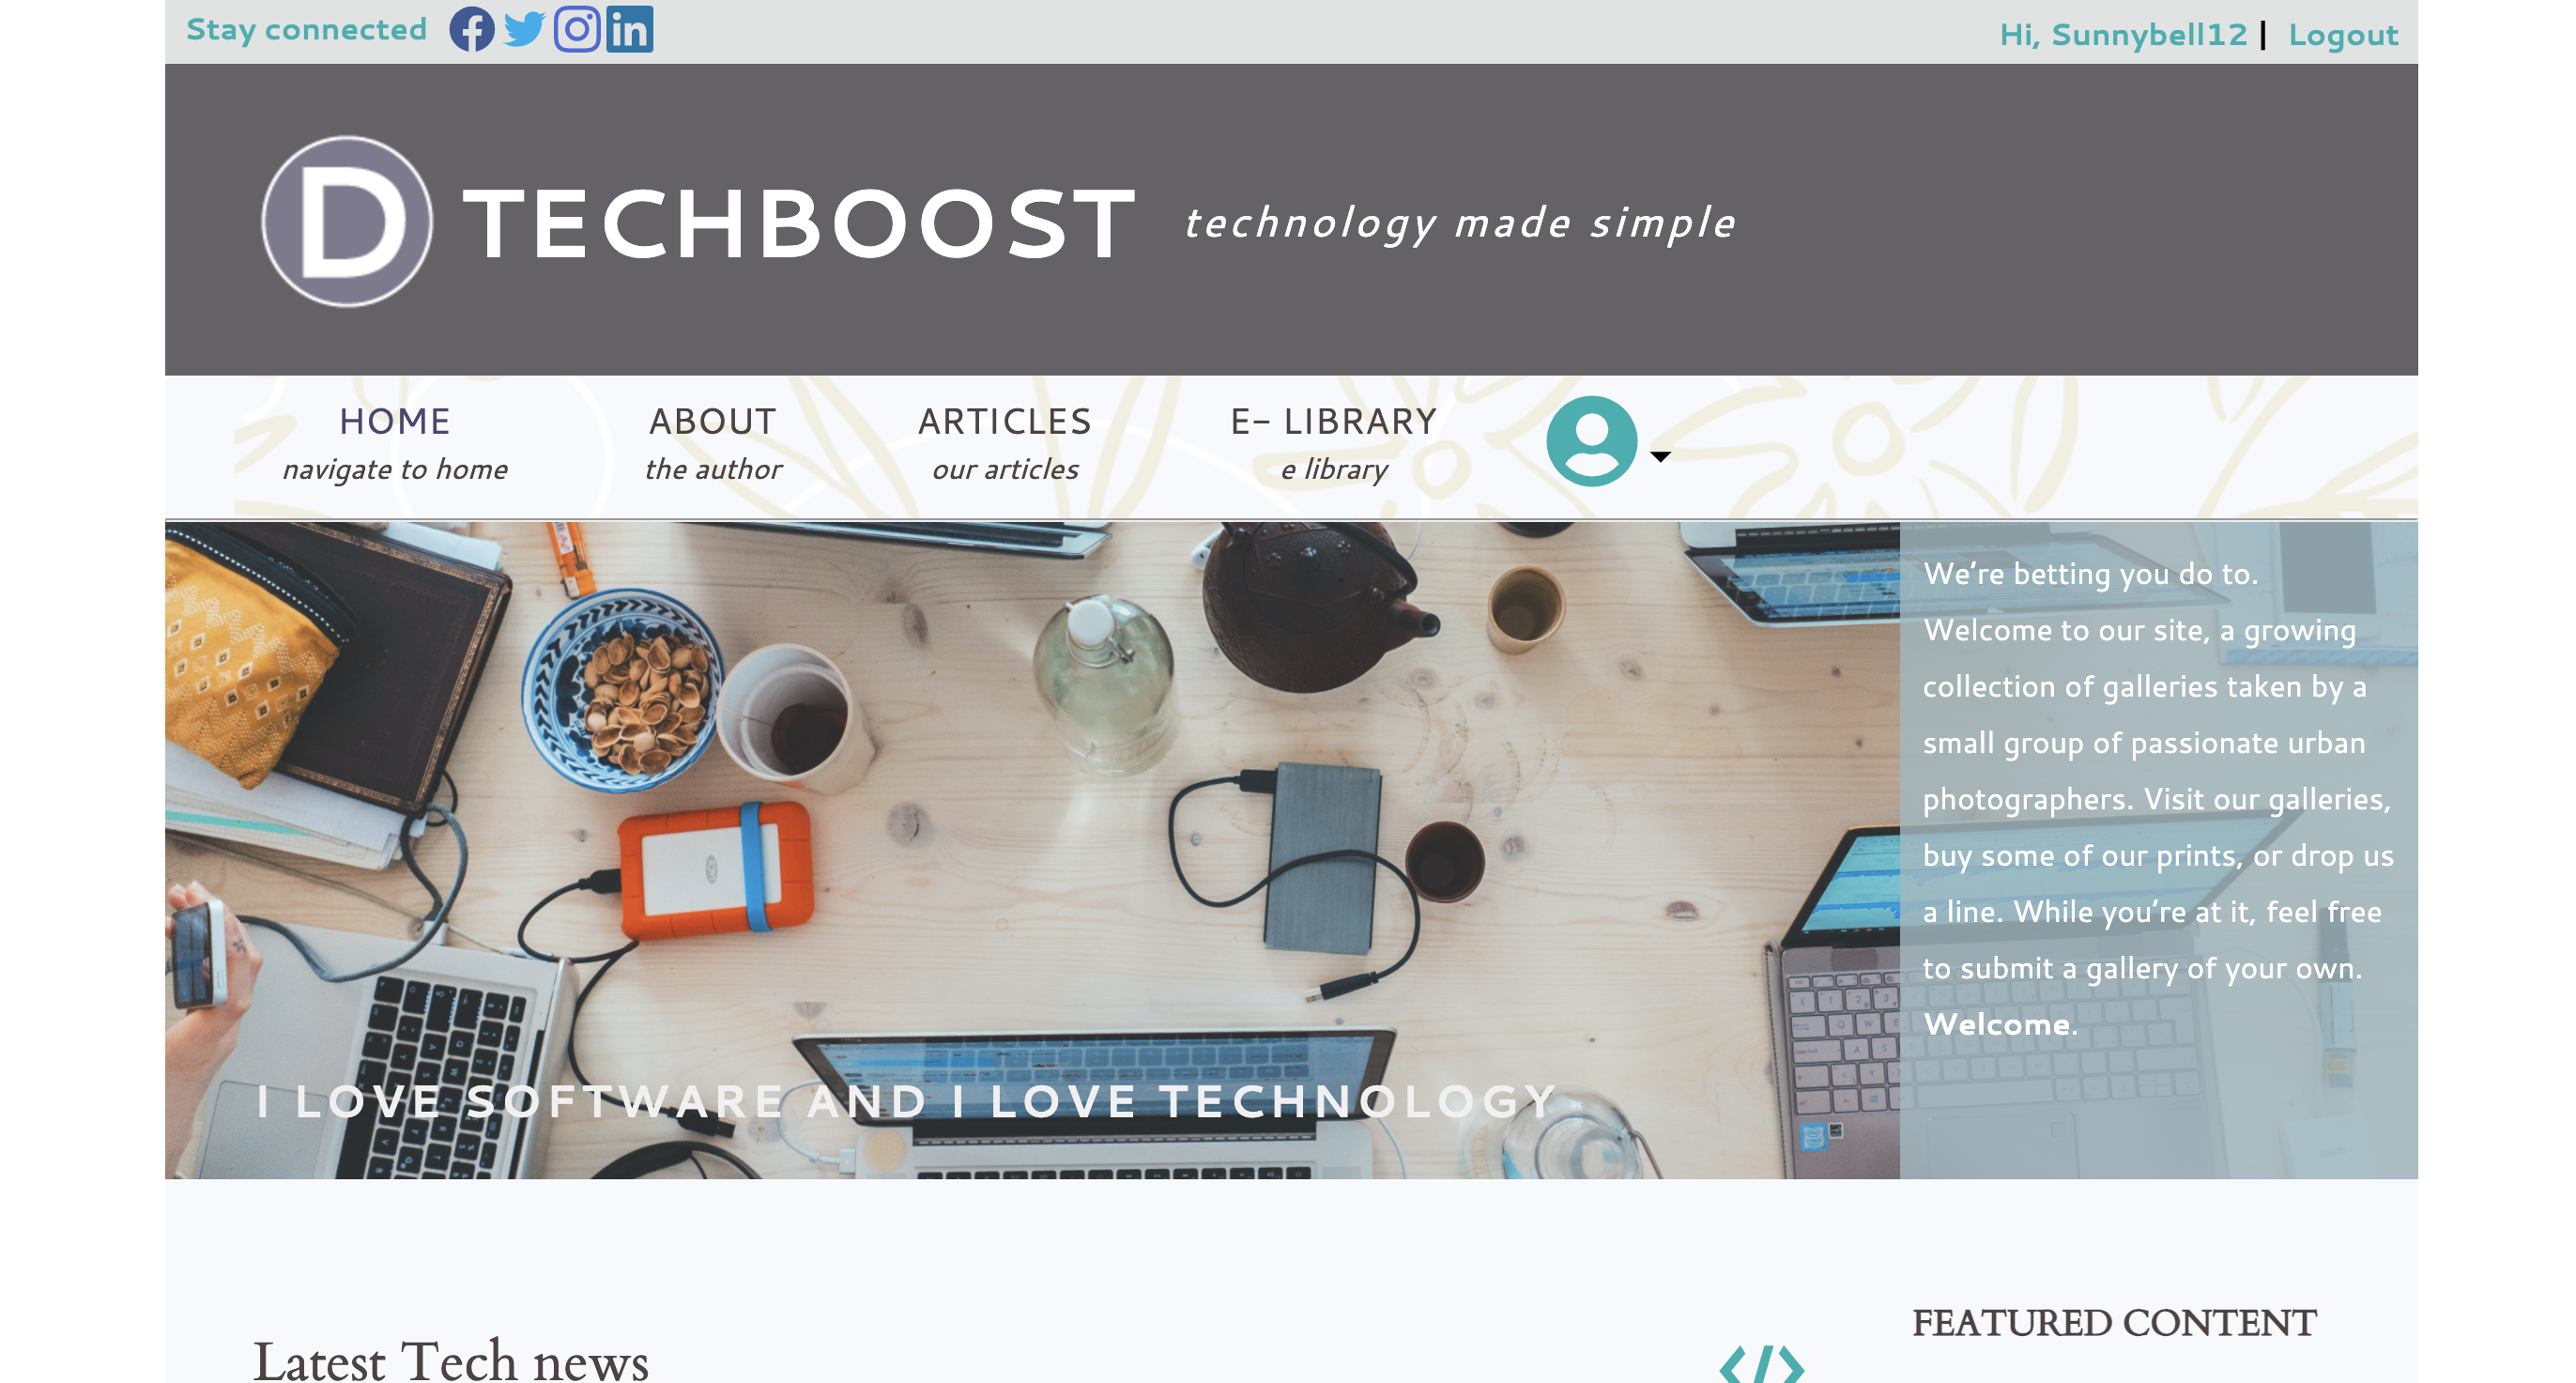 Stay connected
Hi, Sunnybell12 | Logout
D TECHBOOST technology made simple
HOME ABOUT ARTICLES E- LIBRARY
navigate to home the author our articles e library
We're betting you do to.
Welcome to our site, a growing
collection of galleries taken by a
small group of passionate urban
photographers. Visit our galleries,
buy some of our prints, or drop us
a line. While you're at it, feel free
to submit a gallery of your own.
Welcome.
I LOVE SOFTWARE AND I LOVE TECHNOLOGY
FEATURED CONTENT
Latest Tech news